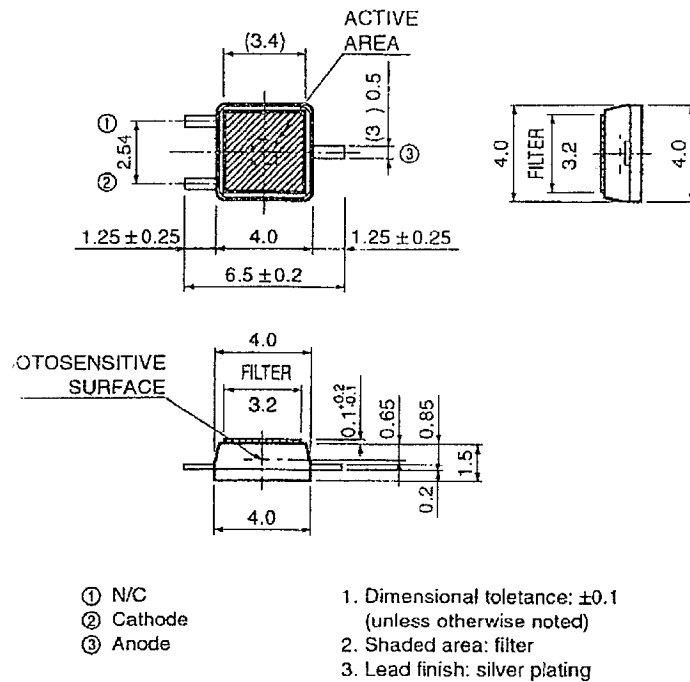 ACTIVE
AREA
(3.4)
(3 ) 0.5
①
2.54
②
③
1.25 ±0.25
4.0
1.25 ±0.25
6.5 ±0.2
4.0
FILTER
3.2
4.0
4.0
OTOSENSITIVE
SURFACE
FILTER
3.2
0.1 +0.2 -0.1
0.65
0.85
1.5
0.2
4.0
① N/C
② Cathode
③ Anode
1. Dimensional toletance: ±0.1
(unless otherwise noted)
2. Shaded area: filter
3. Lead finish: silver plating